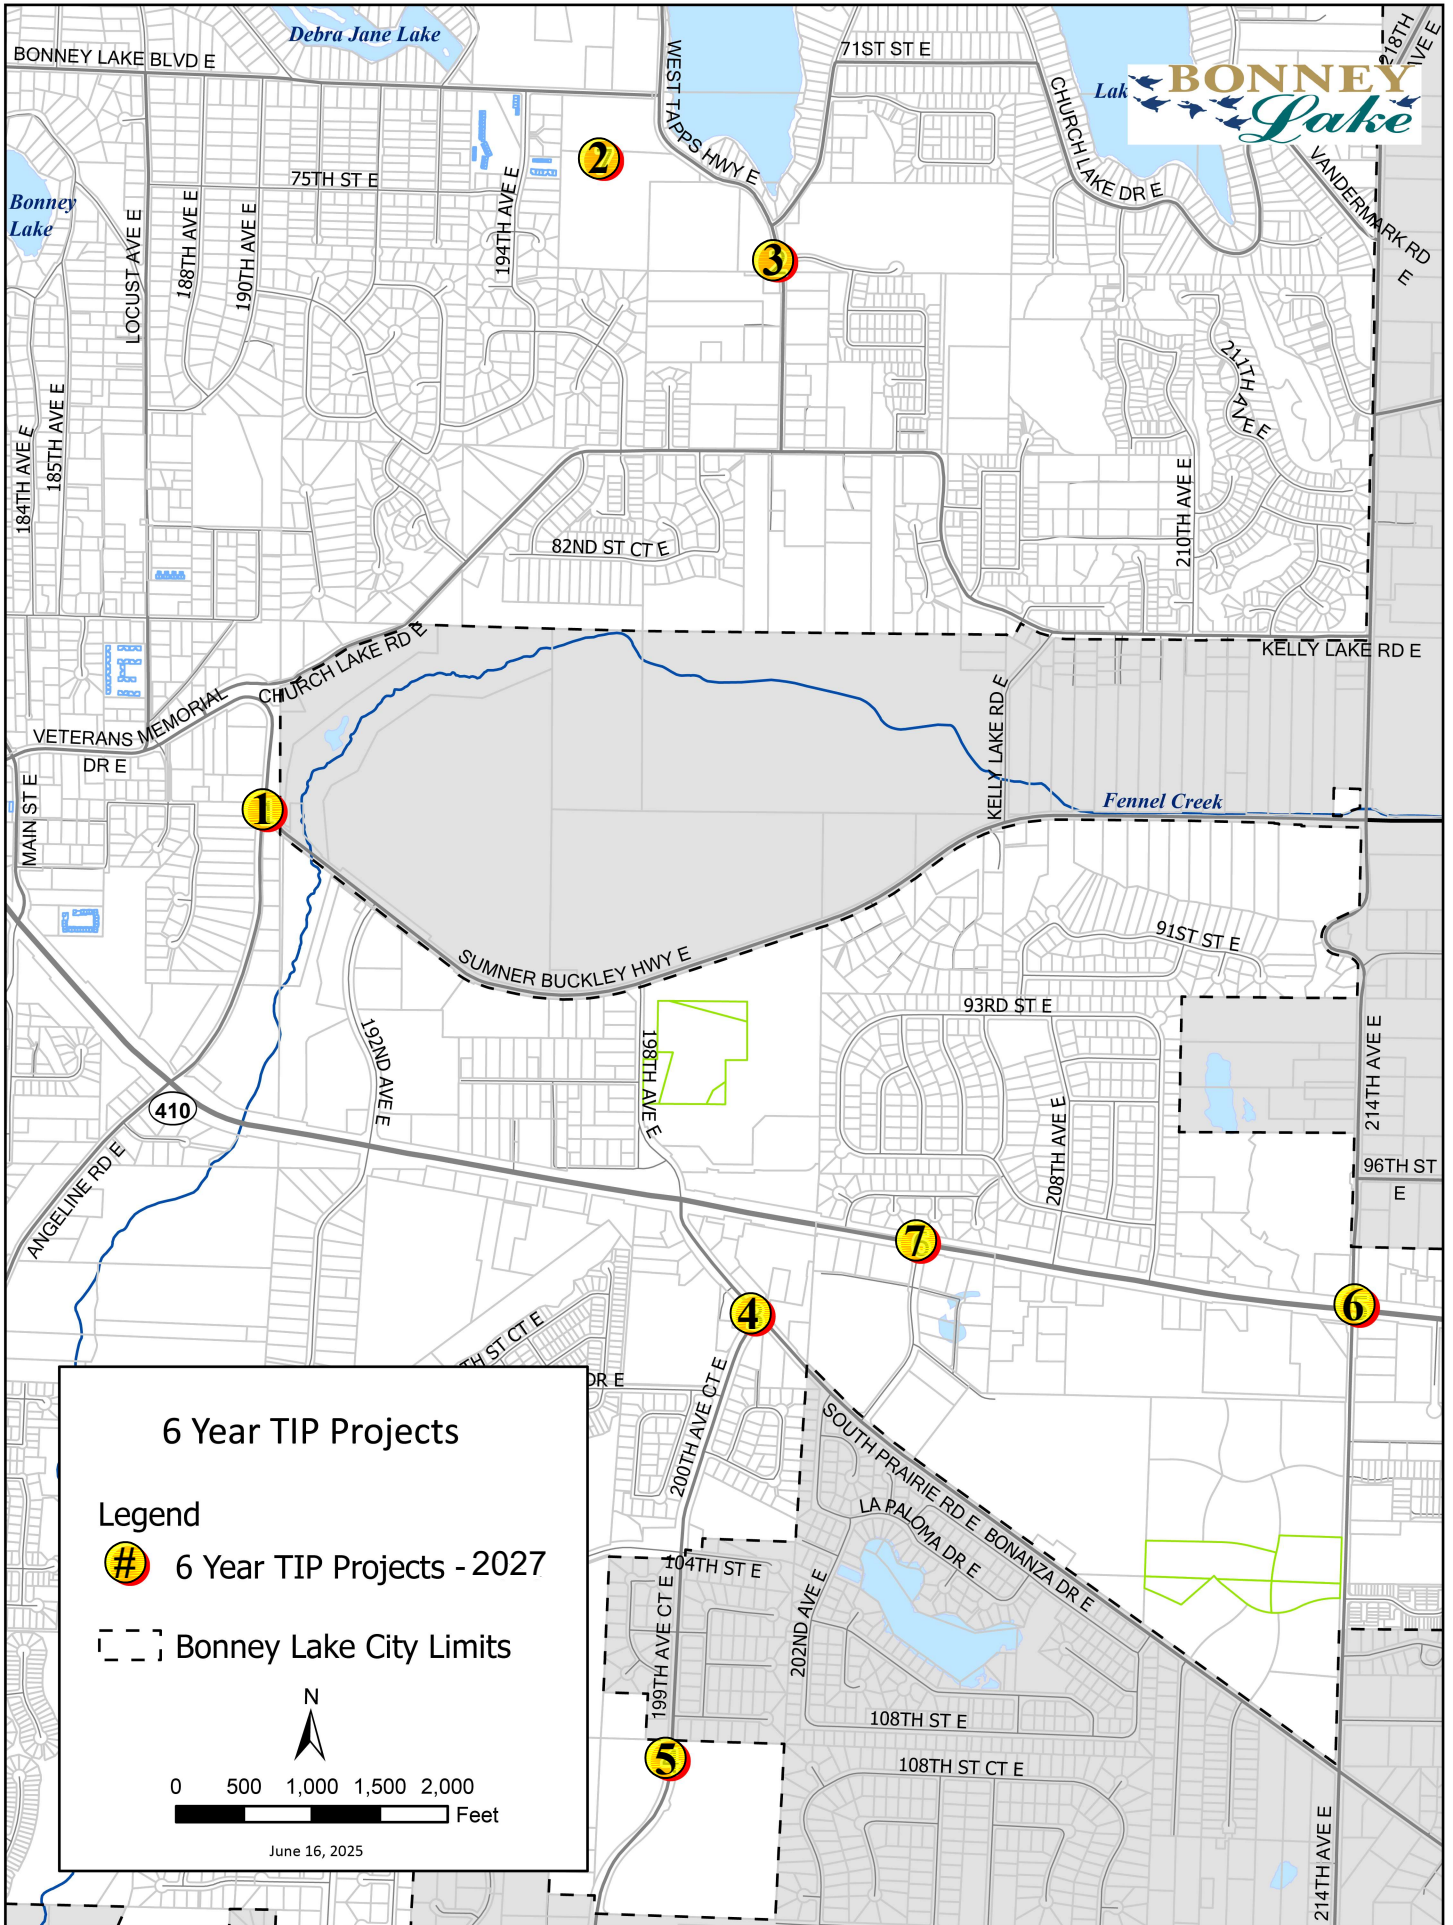 Debra Jane Lake
BONNEY LAKE BLVD E
WEST TAPPS HWY E
71ST ST E
218TH
AVE E
Lak
BONNEY
Lake
CHURCH LAKE DR E
VANDERMARK RD
E
2
75TH ST E
194TH AVE E
Bonney
Lake
LOCUST AVE E
188TH AVE E
190TH AVE E
3
211TH AVE E
E
184TH AVE E
185TH AVE E
210TH AVE E
82ND ST CT E
CHURCH LAKE RD E
KELLY LAKE RD E
VETERANS MEMORIAL
DR E
KELLY LAKE RD E
MAIN ST E
1
Fennel Creek
SUMNER BUCKLEY HWY E
91ST ST E
93RD ST E
192ND AVE E
198TH AVE E
214TH AVE E
410
208TH AVE E
96TH ST
E
ANGELINE RD E
7
4
6
TH ST CT E
DR E
200TH AVE CT E
SOUTH PRAIRIE RD E
LA PALOMA DR E
BONANZA DR E
104TH ST E
199TH AVE CT E
202ND AVE E
108TH ST E
5
108TH ST CT E
214TH AVE E
6 Year TIP Projects
Legend
# 6 Year TIP Projects - 2027
Bonney Lake City Limits
N
0 500 1,000 1,500 2,000
Feet
June 16, 2025